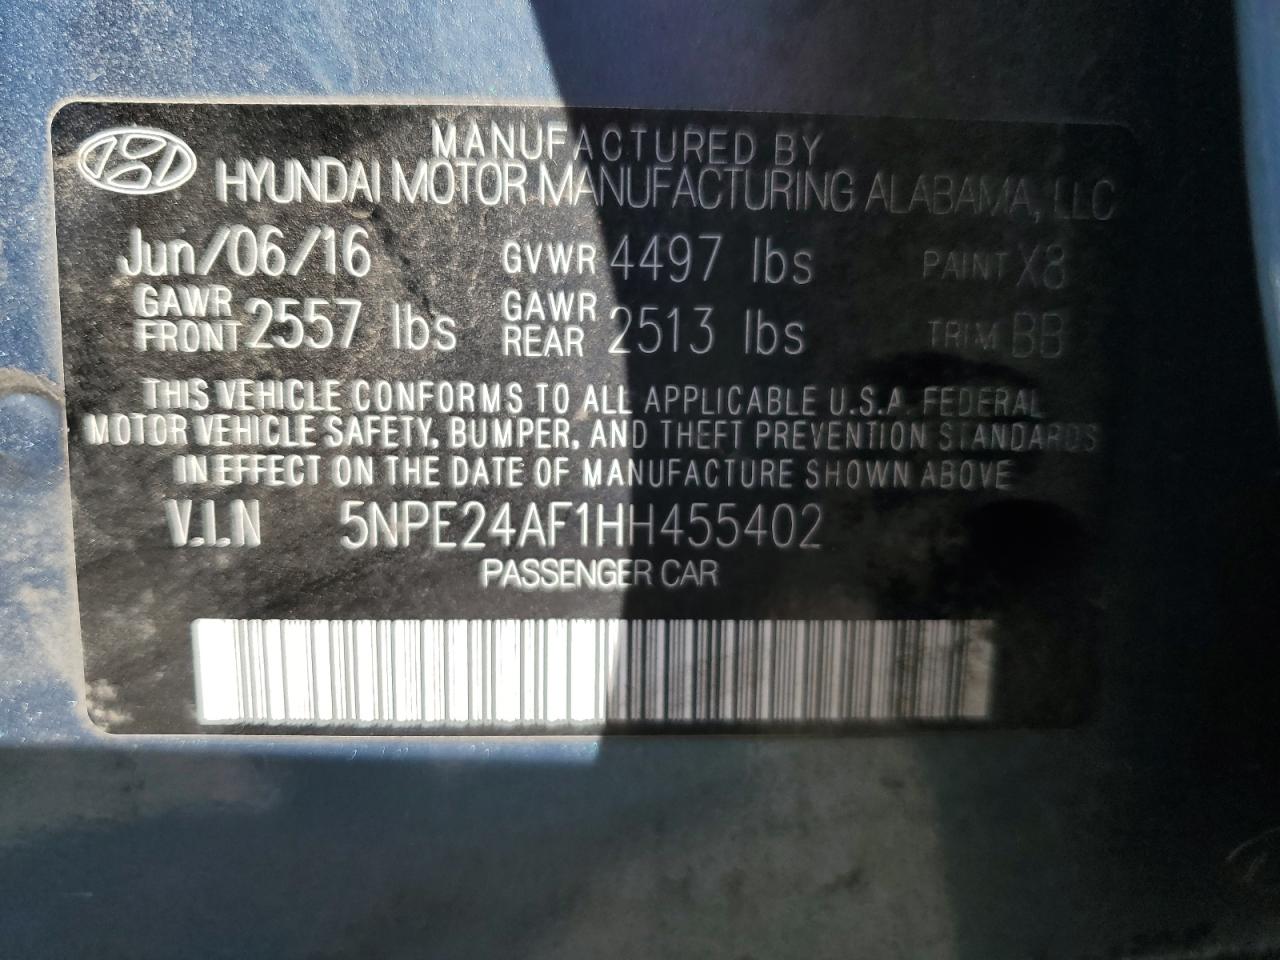 MANUFACTURED BY
HYUNDAI MOTOR MANUFACTURING ALABAMA, LLC
Jun/06/16 GVWR 4497 lbs PAINT X8
GAWR FRONT 2557 lbs GAWR REAR 2513 lbs TRIM BB
THIS VEHICLE CONFORMS TO ALL APPLICABLE U.S.A. FEDERAL
MOTOR VEHICLE SAFETY, BUMPER, AND THEFT PREVENTION STANDARDS
IN EFFECT ON THE DATE OF MANUFACTURE SHOWN ABOVE
V.I.N 5NPE24AF1HH455402
PASSENGER CAR